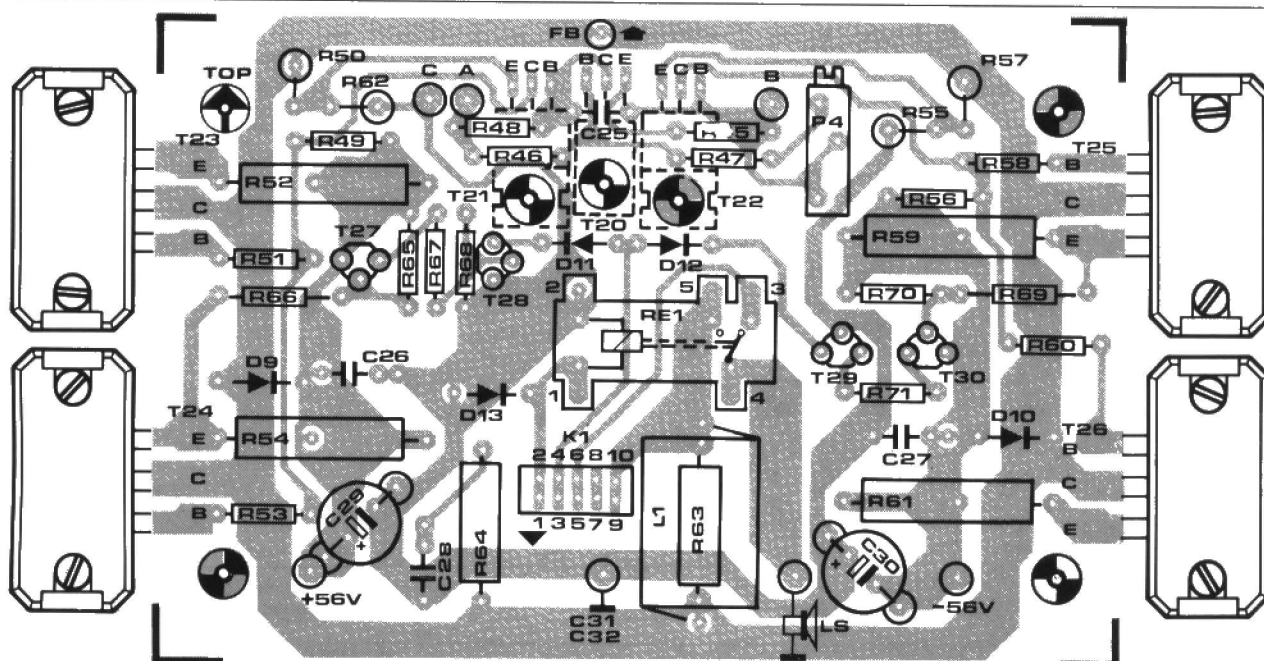 FB
R50
R57
TOP
R62
C
A
E C B
B C E
E C B
B
R55
P4
T23
R49
R48
C25
R46
R47
R58
T25
B
E
R52
C
T21
T20
T22
R56
C
R59
E
B
R51
T27
R65
R67
R68
T28
D11
D12
R66
2
5
3
RE1
R70
R69
R60
T29
T30
D9
C26
D13
1
4
R71
D10
T24
E
R54
K1
2 4 6 8 10
C27
T26
B
C
C
R61
E
B
R53
C29
+
1 3 5 7 9
L1
R63
R64
C28
C30
+
+56V
-56V
C31
C32
LS